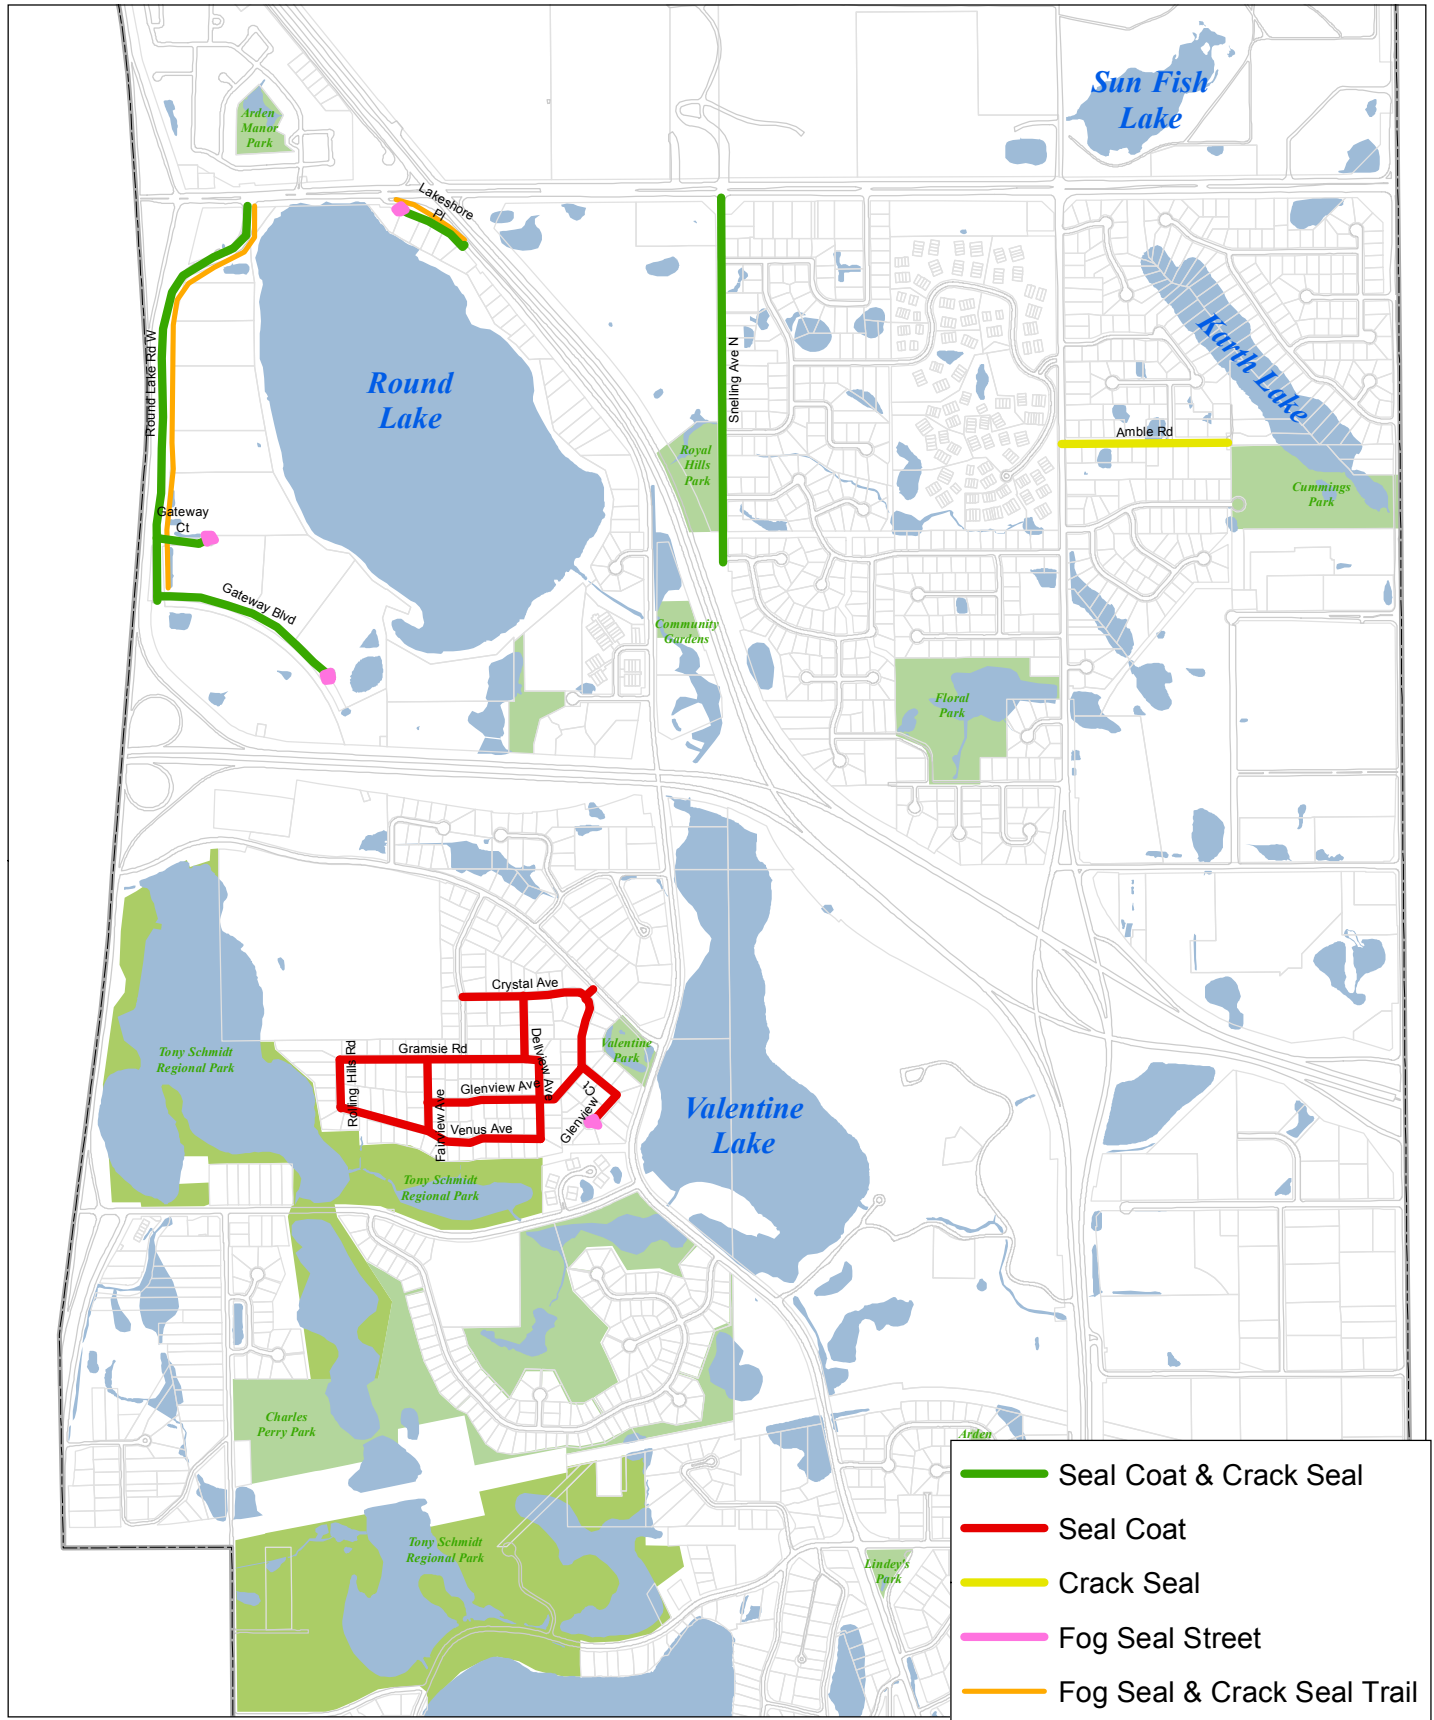 Sun Fish
Lake
Arden
Manor
Park
Lakeshore
Pl
Round Lake Rd W
Round
Lake
Snelling Ave N
Karth Lake
Amble Rd
Royal
Hills
Park
Cummings
Park
Gateway
Ct
Gateway Blvd
Community
Gardens
Floral
Park
Crystal Ave
Dellview Ave
Valentine
Park
Gramsie Rd
Rolling Hills Rd
Glenview Ave
Glenview Ct
Fairview Ave
Venus Ave
Tony Schmidt
Regional Park
Valentine
Lake
Tony Schmidt
Regional Park
Charles
Perry Park
Arden
Tony Schmidt
Regional Park
Lindey's
Park
Seal Coat & Crack Seal
Seal Coat
Crack Seal
Fog Seal Street
Fog Seal & Crack Seal Trail